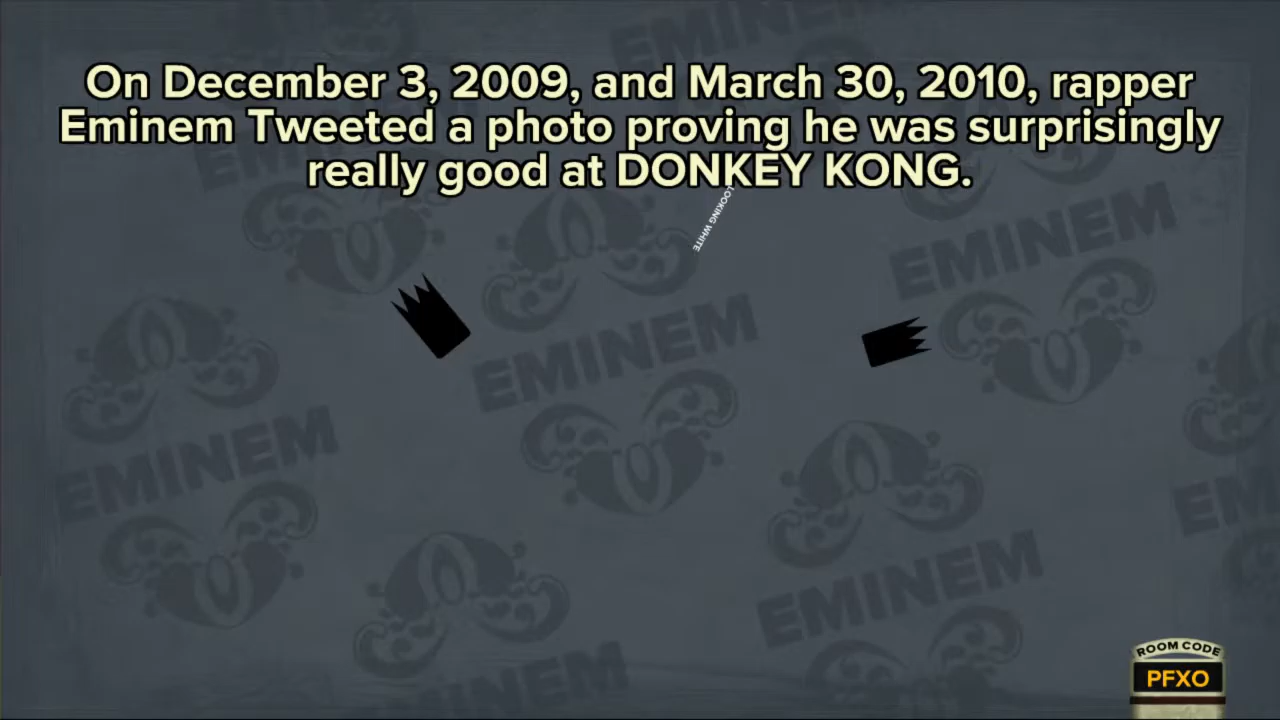 On December 3, 2009, and March 30, 2010, rapper
Eminem Tweeted a photo proving he was surprisingly
really good at DONKEY KONG.
LOOKING WHITE
EMINEM
EMINEM
EMINEM
EMINEM
EMINEM
EMINEM
ROOM CODE
PFXO